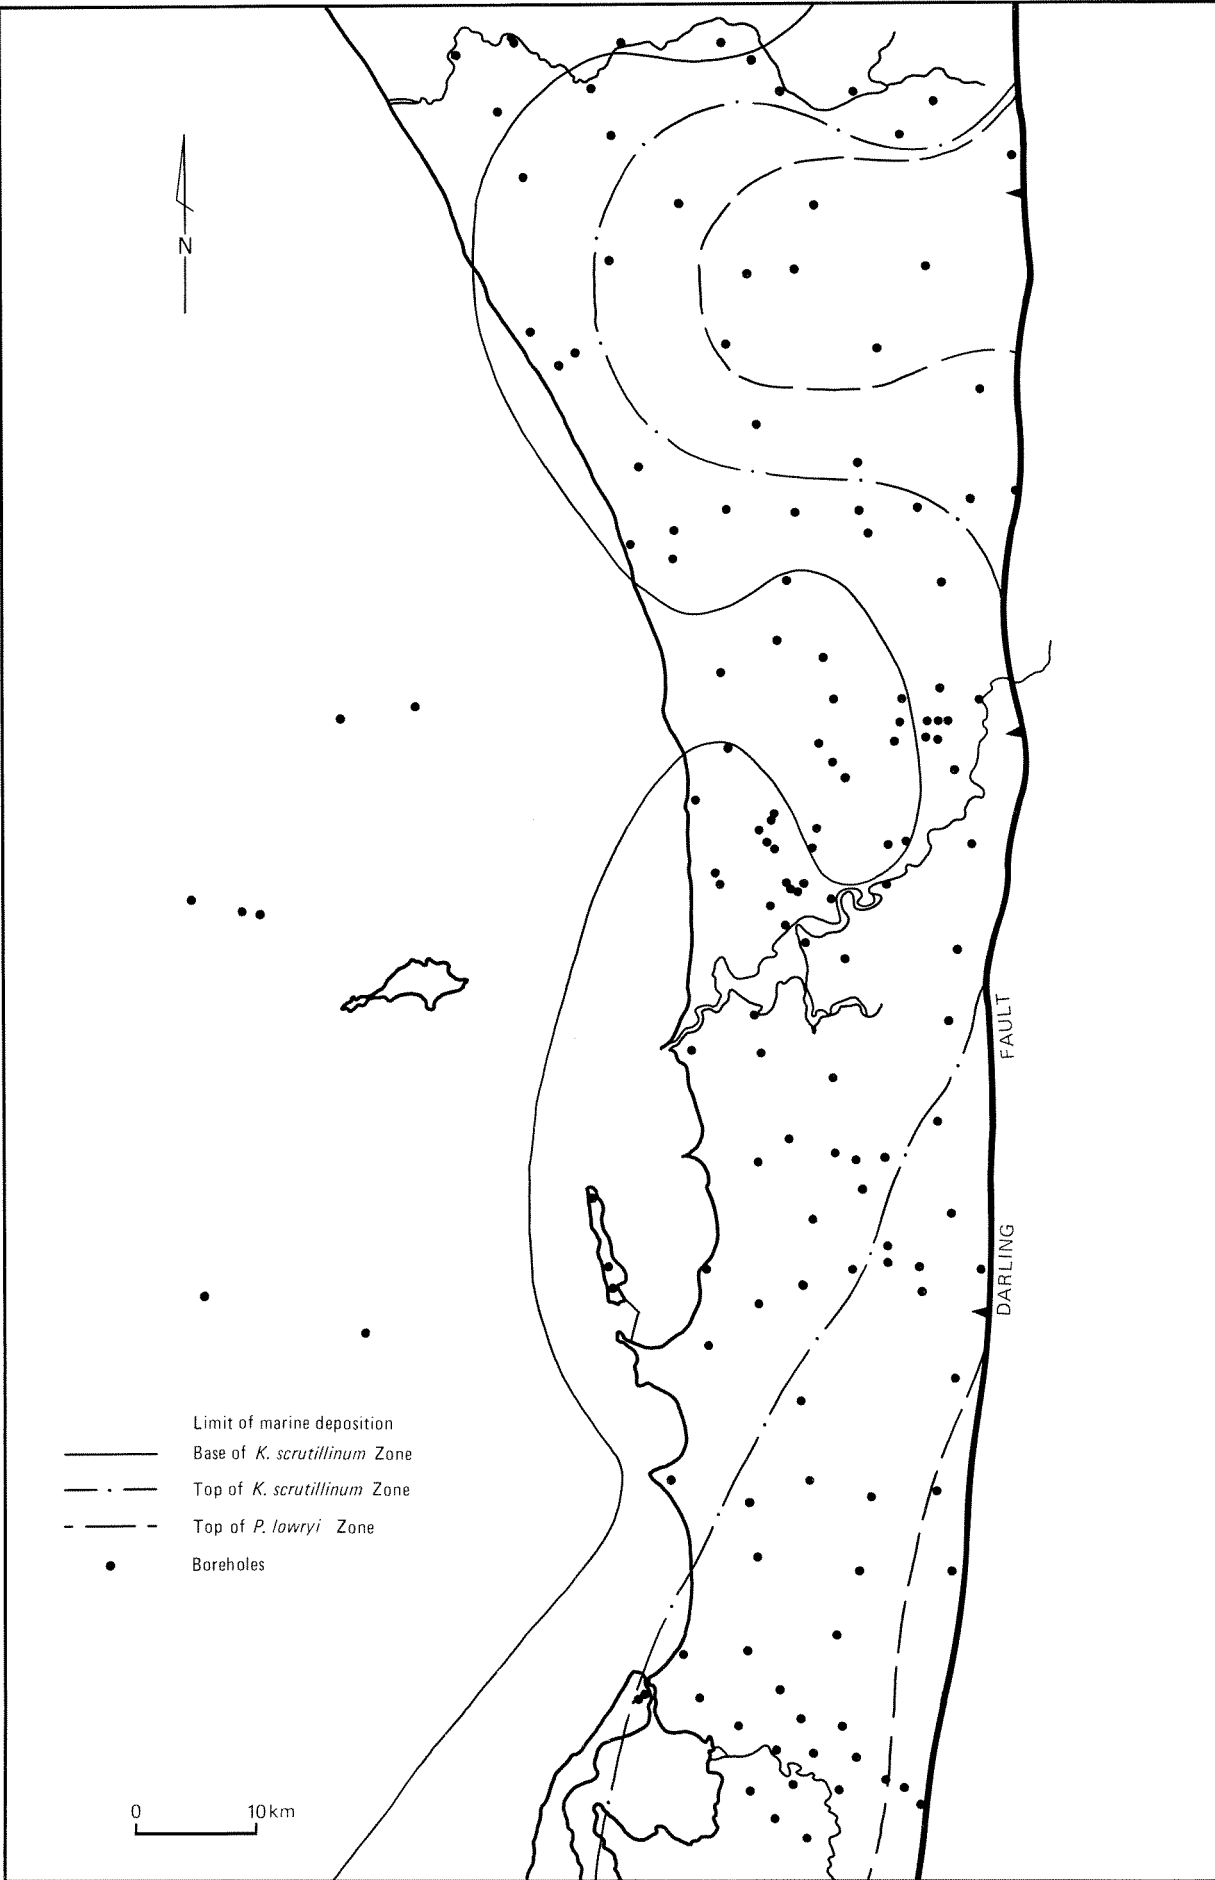 N
FAULT
DARLING
Limit of marine deposition
Base of K. scrutillinum Zone
Top of K. scrutillinum Zone
Top of P. lowryi Zone
Boreholes
0 10km